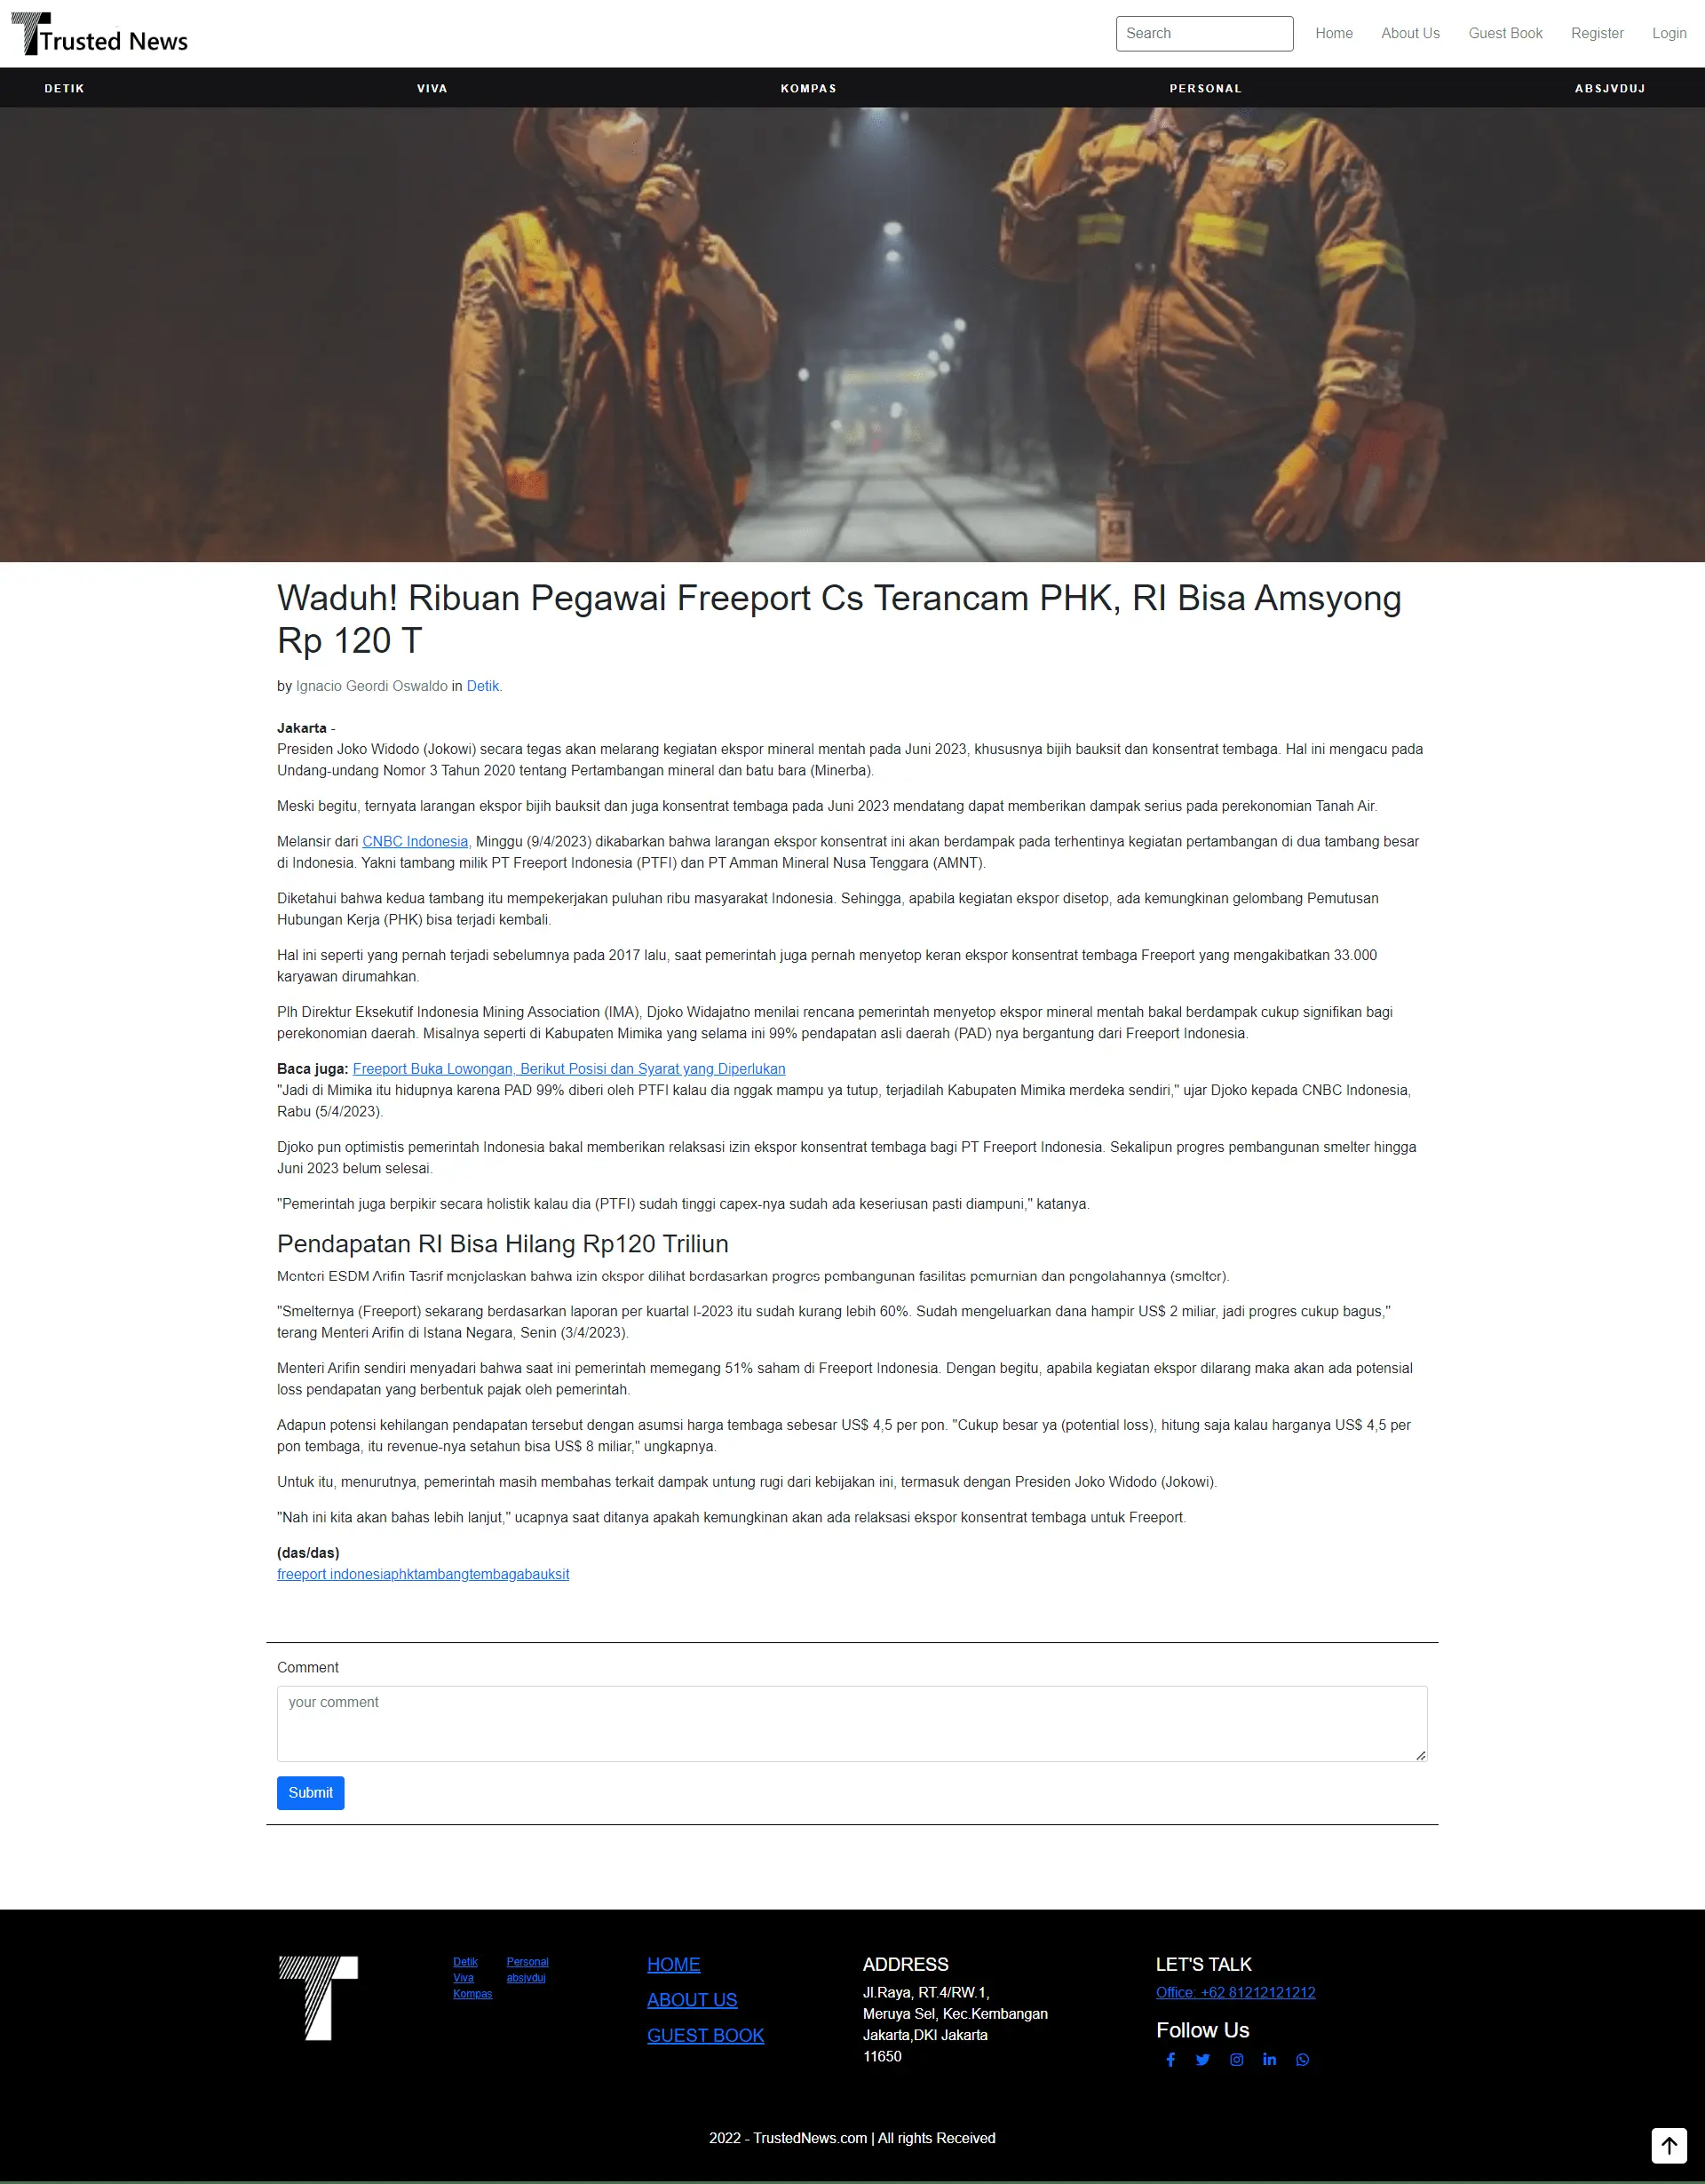 Trusted News
Search
Home
About Us
Guest Book
Register
Login
DETIK
VIVA
KOMPAS
PERSONAL
ABSJVDUJ
Waduh! Ribuan Pegawai Freeport Cs Terancam PHK, RI Bisa Amsyong
Rp 120 T
by Ignacio Geordi Oswaldo in Detik.
Jakarta -
Presiden Joko Widodo (Jokowi) secara tegas akan melarang kegiatan ekspor mineral mentah pada Juni 2023, khususnya bijih bauksit dan konsentrat tembaga. Hal ini mengacu pada
Undang-undang Nomor 3 Tahun 2020 tentang Pertambangan mineral dan batu bara (Minerba).
Meski begitu, ternyata larangan ekspor bijih bauksit dan juga konsentrat tembaga pada Juni 2023 mendatang dapat memberikan dampak serius pada perekonomian Tanah Air.
Melansir dari CNBC Indonesia, Minggu (9/4/2023) dikabarkan bahwa larangan ekspor konsentrat ini akan berdampak pada terhentinya kegiatan pertambangan di dua tambang besar
di Indonesia. Yakni tambang milik PT Freeport Indonesia (PTFI) dan PT Amman Mineral Nusa Tenggara (AMNT).
Diketahui bahwa kedua tambang itu mempekerjakan puluhan ribu masyarakat Indonesia. Sehingga, apabila kegiatan ekspor disetop, ada kemungkinan gelombang Pemutusan
Hubungan Kerja (PHK) bisa terjadi kembali.
Hal ini seperti yang pernah terjadi sebelumnya pada 2017 lalu, saat pemerintah juga pernah menyetop keran ekspor konsentrat tembaga Freeport yang mengakibatkan 33.000
karyawan dirumahkan.
Plh Direktur Eksekutif Indonesia Mining Association (IMA), Djoko Widajatno menilai rencana pemerintah menyetop ekspor mineral mentah bakal berdampak cukup signifikan bagi
perekonomian daerah. Misalnya seperti di Kabupaten Mimika yang selama ini 99% pendapatan asli daerah (PAD) nya bergantung dari Freeport Indonesia.
Baca juga: Freeport Buka Lowongan, Berikut Posisi dan Syarat yang Diperlukan
"Jadi di Mimika itu hidupnya karena PAD 99% diberi oleh PTFI kalau dia nggak mampu ya tutup, terjadilah Kabupaten Mimika merdeka sendiri," ujar Djoko kepada CNBC Indonesia,
Rabu (5/4/2023).
Djoko pun optimistis pemerintah Indonesia bakal memberikan relaksasi izin ekspor konsentrat tembaga bagi PT Freeport Indonesia. Sekalipun progres pembangunan smelter hingga
Juni 2023 belum selesai.
"Pemerintah juga berpikir secara holistik kalau dia (PTFI) sudah tinggi capex-nya sudah ada keseriusan pasti diampuni," katanya.
Pendapatan RI Bisa Hilang Rp120 Triliun
Menteri ESDM Arifin Tasrif menjelaskan bahwa izin ekspor dilihat berdasarkan progres pembangunan fasilitas pemurnian dan pengolahannya (smelter).
"Smelternya (Freeport) sekarang berdasarkan laporan per kuartal I-2023 itu sudah kurang lebih 60%. Sudah mengeluarkan dana hampir US$ 2 miliar, jadi progres cukup bagus,"
terang Menteri Arifin di Istana Negara, Senin (3/4/2023).
Menteri Arifin sendiri menyadari bahwa saat ini pemerintah memegang 51% saham di Freeport Indonesia. Dengan begitu, apabila kegiatan ekspor dilarang maka akan ada potensial
loss pendapatan yang berbentuk pajak oleh pemerintah.
Adapun potensi kehilangan pendapatan tersebut dengan asumsi harga tembaga sebesar US$ 4,5 per pon. "Cukup besar ya (potential loss), hitung saja kalau harganya US$ 4,5 per
pon tembaga, itu revenue-nya setahun bisa US$ 8 miliar," ungkapnya.
Untuk itu, menurutnya, pemerintah masih membahas terkait dampak untung rugi dari kebijakan ini, termasuk dengan Presiden Joko Widodo (Jokowi).
"Nah ini kita akan bahas lebih lanjut," ucapnya saat ditanya apakah kemungkinan akan ada relaksasi ekspor konsentrat tembaga untuk Freeport.
(das/das)
freeport indonesiaphktambangtembagabauksit
Comment
your comment
Submit
Detik
Viva
Kompas
Personal
absjvduj
HOME
ABOUT US
GUEST BOOK
ADDRESS
Jl.Raya, RT.4/RW.1,
Meruya Sel, Kec.Kembangan
Jakarta,DKI Jakarta
11650
LET'S TALK
Office: +62 81212121212
Follow Us
2022 - TrustedNews.com | All rights Received